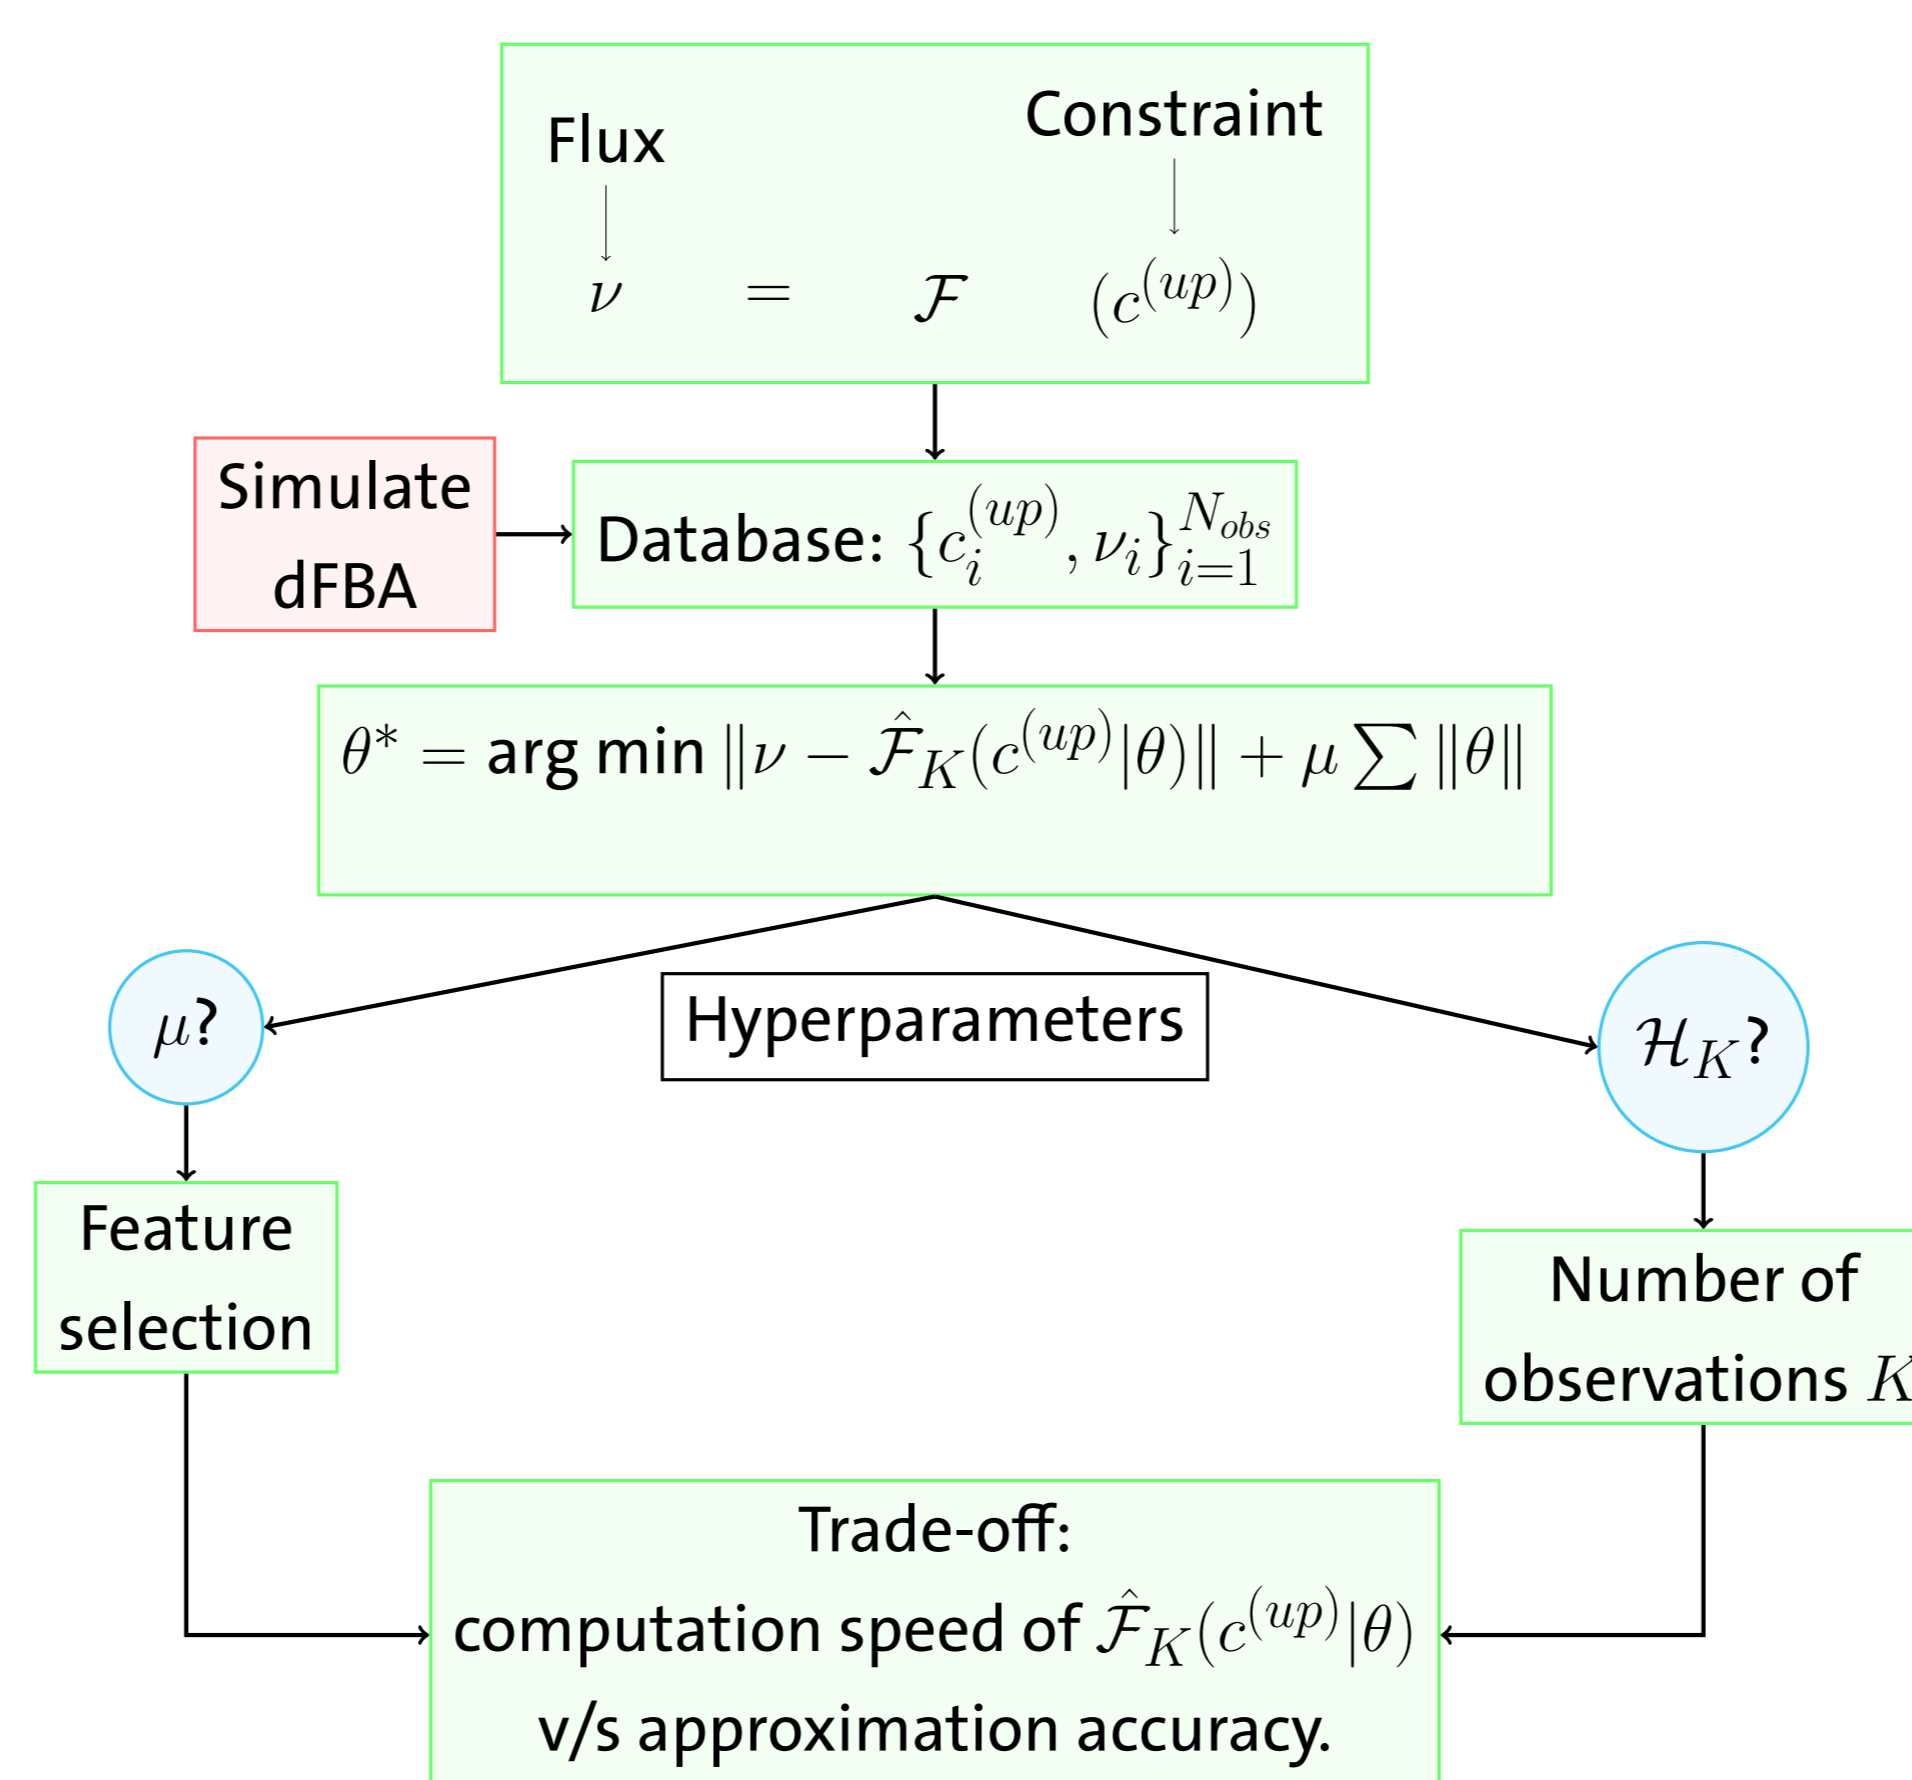 Flux
Constraint
ν = ℱ (c^(up))
Simulate
dFBA
Database: {c_i^(up), ν_i}_{i=1}^{N_obs}
θ* = arg min ‖ν − ℱ̂_K(c^(up)|θ)‖ + μ ∑ ‖θ‖
μ?
Hyperparameters
ℋ_K?
Feature
selection
Number of
observations K
Trade-off:
computation speed of ℱ̂_K(c^(up)|θ)
v/s approximation accuracy.